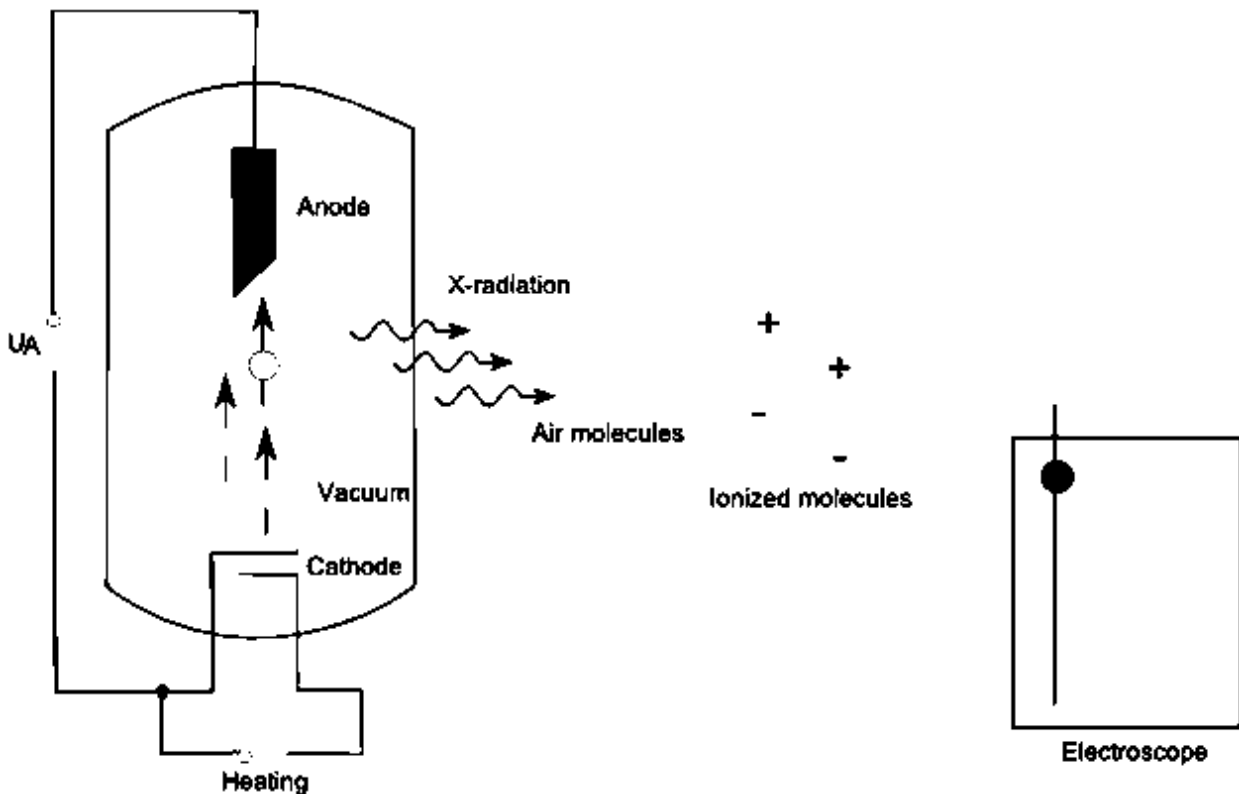 Anode
X-radiation
UA
Air molecules
Vacuum
Ionized molecules
Cathode
Electroscope
Heating
+
+
-
-